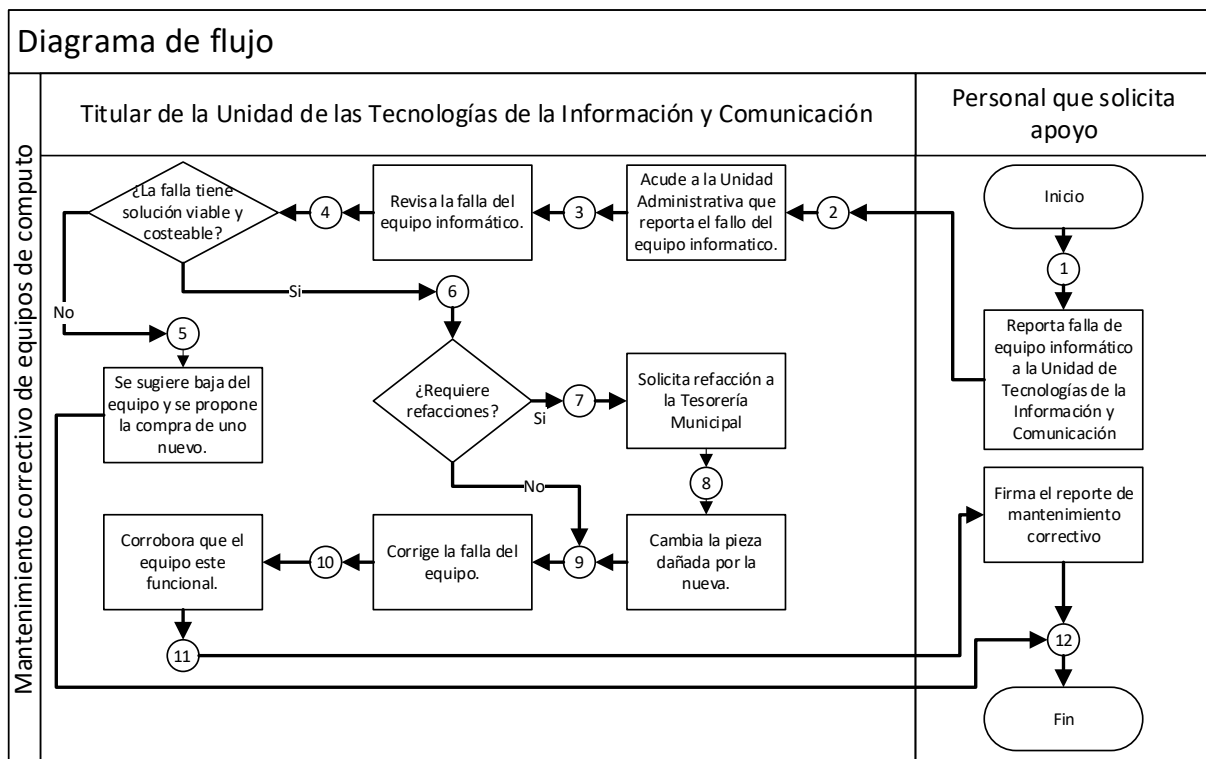 Diagrama de flujo
Mantenimiento correctivo de equipos de computo
Titular de la Unidad de las Tecnologías de la Información y Comunicación
Personal que solicita
apoyo
Inicio
1
Reporta falla de
equipo informático
a la Unidad de
Tecnologías de la
Información y
Comunicación
2
Acude a la Unidad
Administrativa que
reporta el fallo del
equipo informatico.
3
Revisa la falla del
equipo informático.
4
¿La falla tiene
solución viable y
costeable?
No
5
Se sugiere baja del
equipo y se propone
la compra de uno
nuevo.
Si
6
¿Requiere
refacciones?
Si
7
Solicita refacción a
la Tesorería
Municipal
8
Cambia la pieza
dañada por la
nueva.
No
9
Corrige la falla del
equipo.
10
Corrobora que el
equipo este
funcional.
11
Firma el reporte de
mantenimiento
correctivo
12
Fin